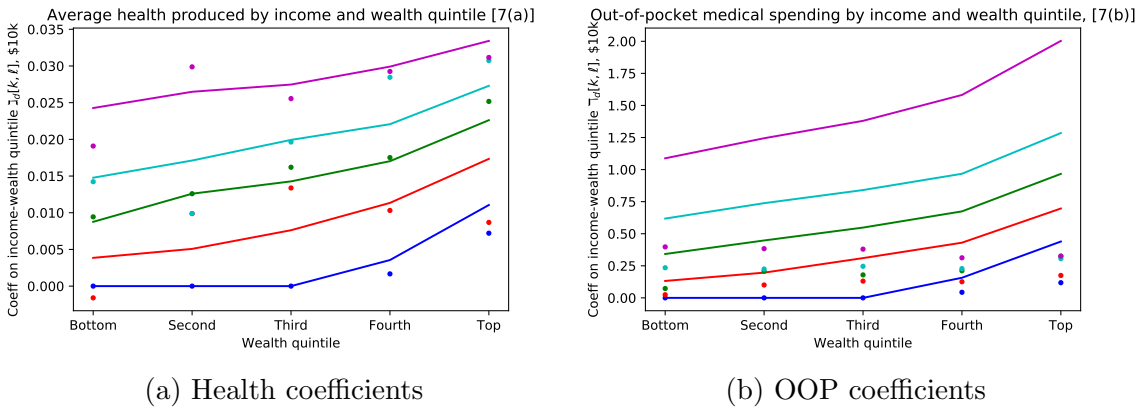 Average health produced by income and wealth quintile [7(a)]
Coeff on income-wealth quintile ℷ_d[k, ℓ], $10k
0.035
0.030
0.025
0.020
0.015
0.010
0.005
0.000
Bottom Second Third Fourth Top
Wealth quintile
(a) Health coefficients
Out-of-pocket medical spending by income and wealth quintile, [7(b)]
Coeff on income-wealth quintile ℸ_d[k, ℓ], $10k
2.00
1.75
1.50
1.25
1.00
0.75
0.50
0.25
0.00
Bottom Second Third Fourth Top
Wealth quintile
(b) OOP coefficients